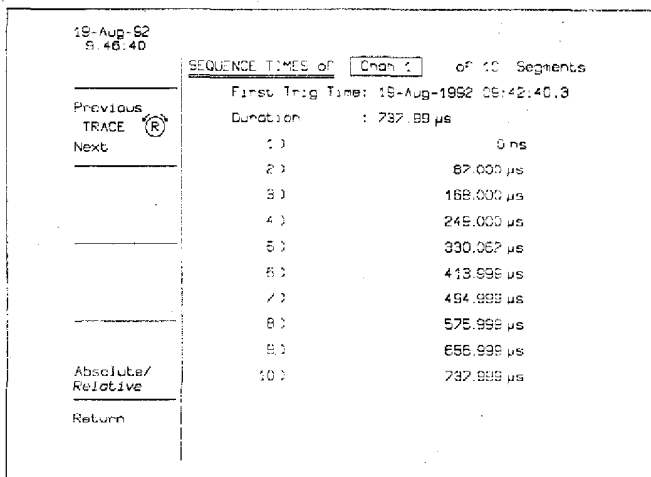 19-Aug-92
9:46:40
SEQUENCE TIMES of Chan 1 of 10 Segments
First Trig Time: 19-Aug-1992 09:42:40.3
Previous
TRACE (R)
Next
Duration : 737.99 µs
1) 0 ns
2) 87.000 µs
3) 168.000 µs
4) 249.000 µs
5) 330.062 µs
6) 413.999 µs
7) 494.999 µs
8) 575.999 µs
9) 656.999 µs
10) 737.999 µs
Absolute/
Relative
Return